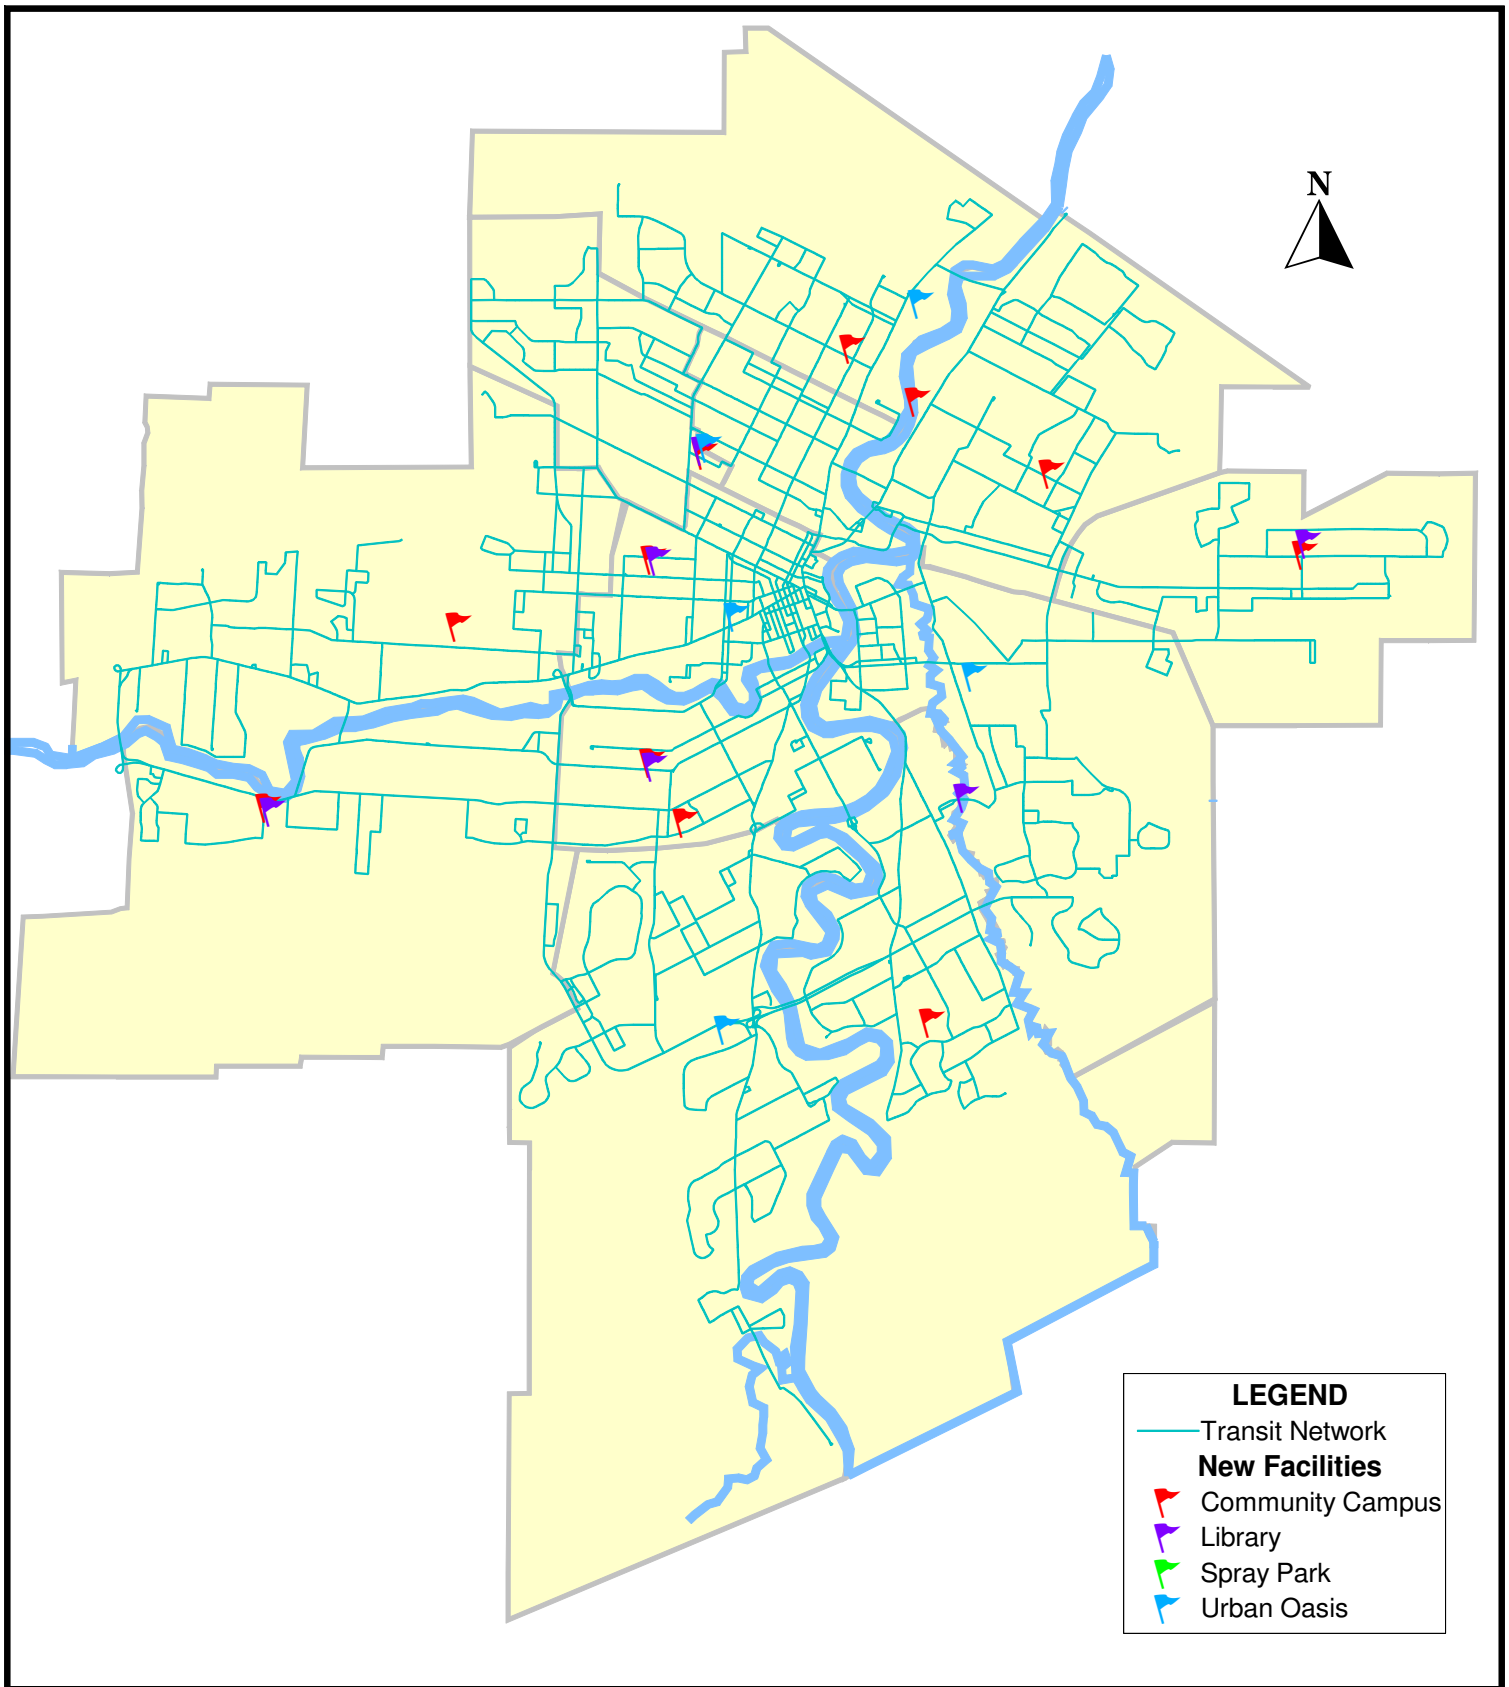 N
LEGEND
Transit Network
New Facilities
Community Campus
Library
Spray Park
Urban Oasis